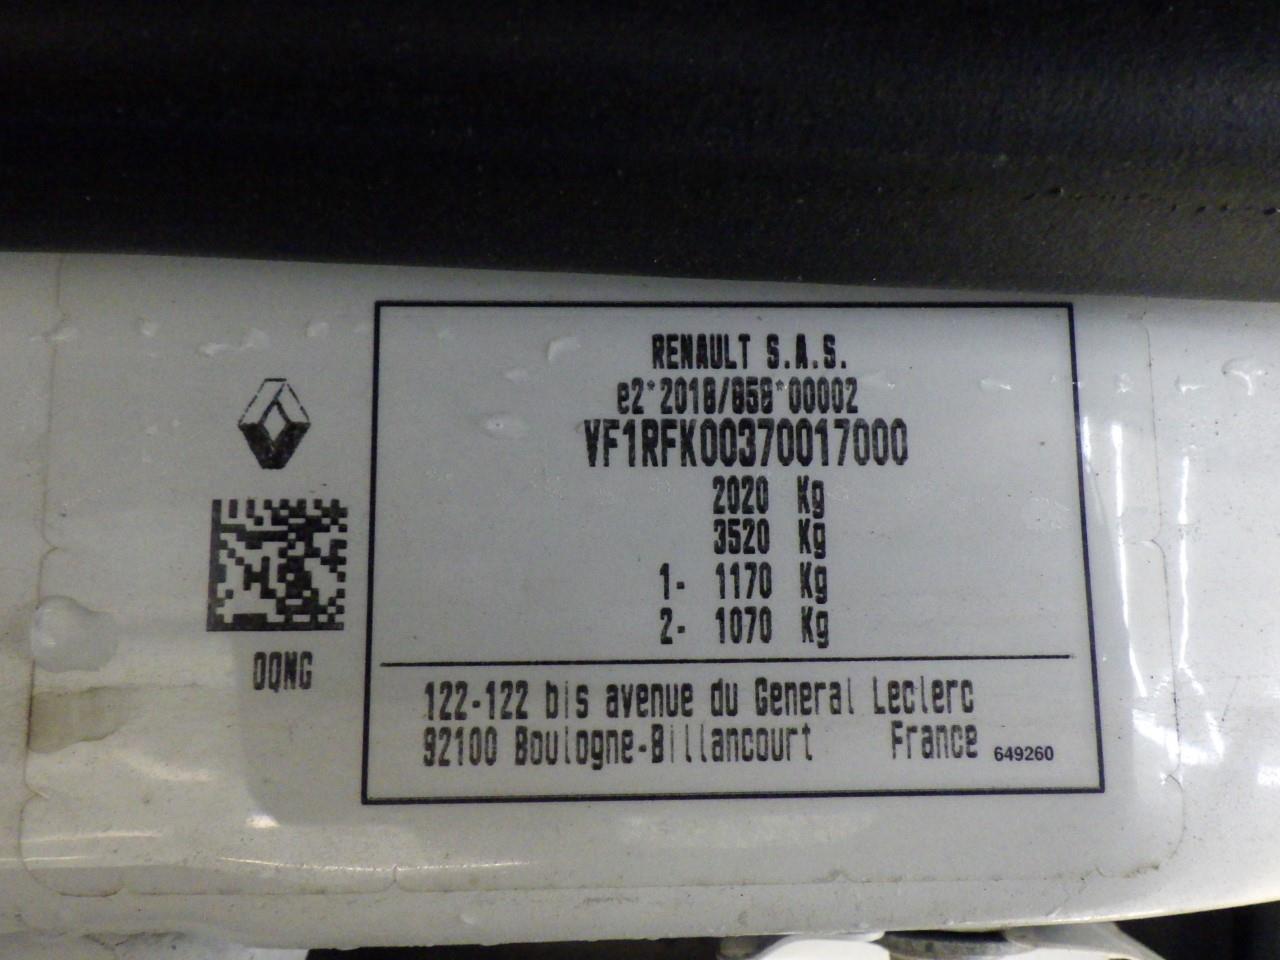 RENAULT S.A.S.
e2*2018/858*00002
VF1RFK00370017000
2020 Kg
3520 Kg
1- 1170 Kg
2- 1070 Kg
OQNG
122-122 bis avenue du General Leclerc
92100 Boulogne-Billancourt France 649260